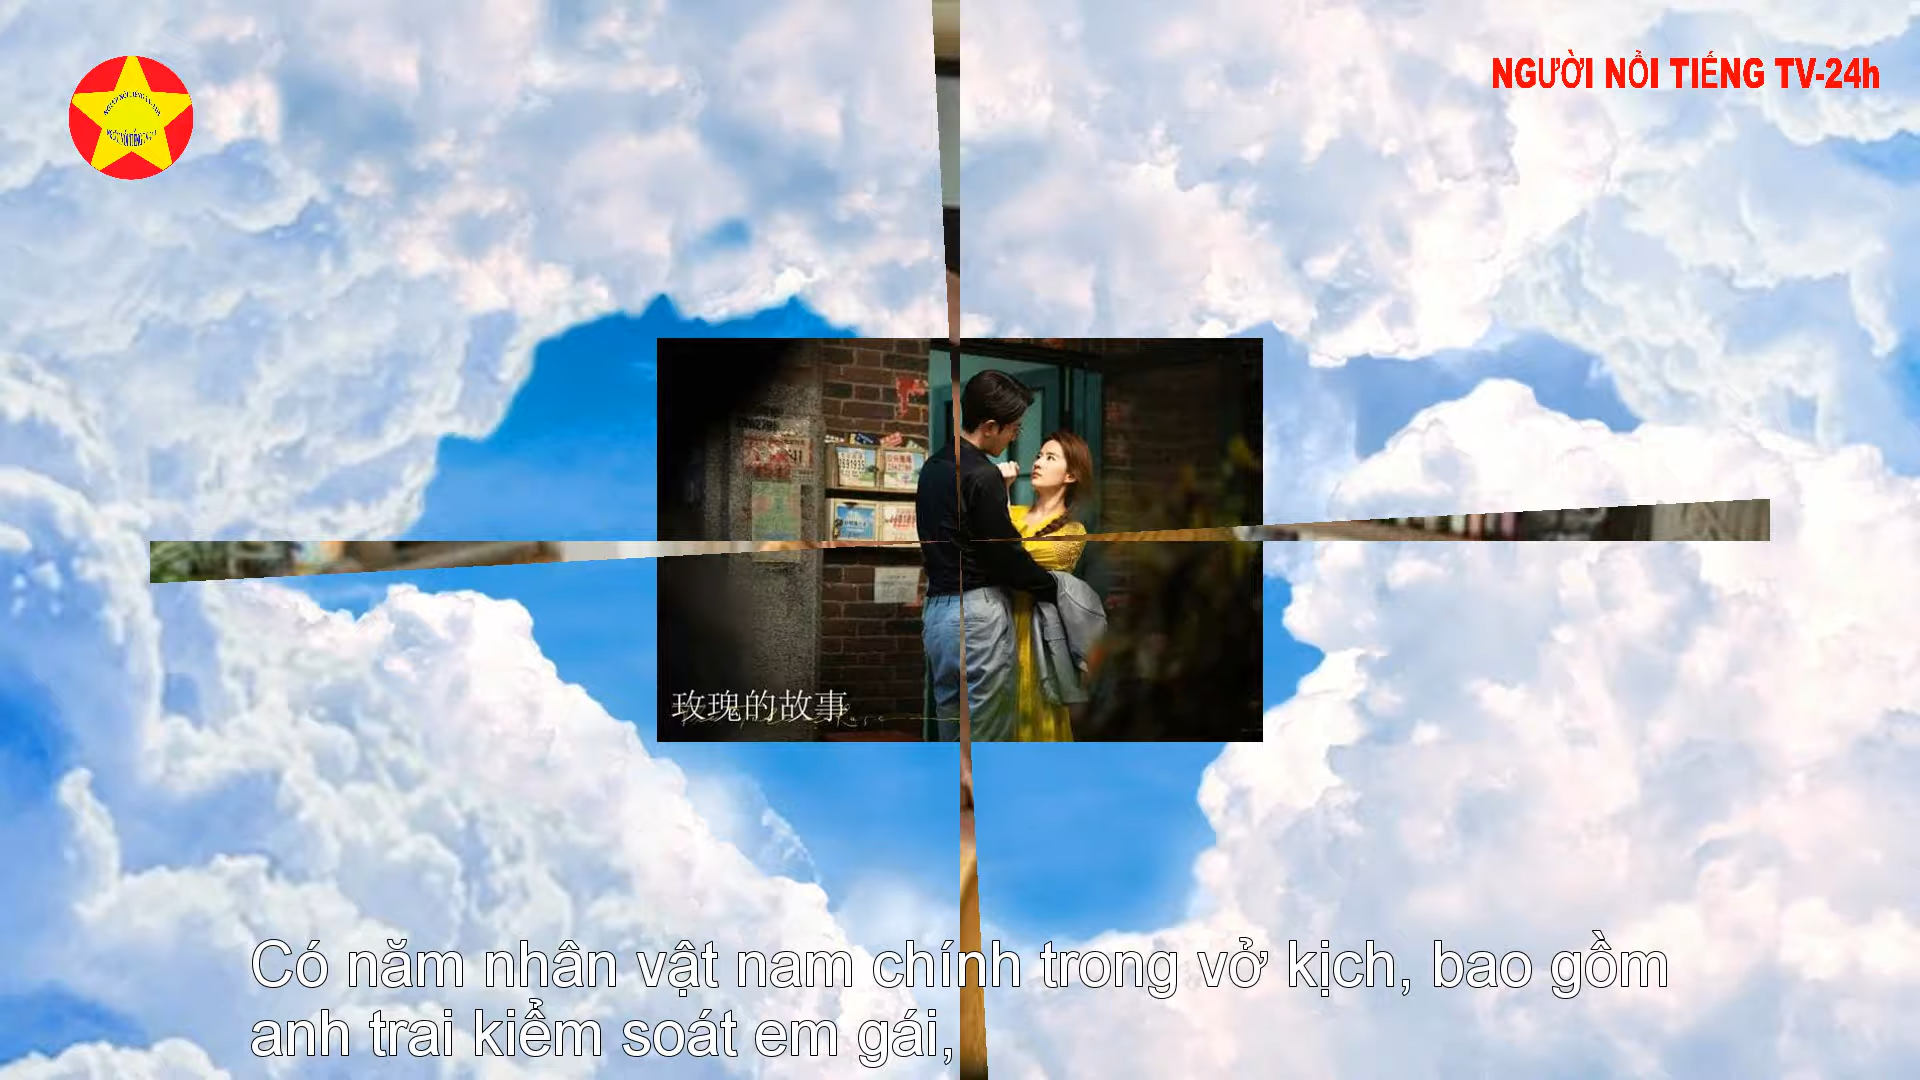 NGƯỜI NỔI TIẾNG TV-24h
玫瑰的故事
Có năm nhân vật nam chính trong vở kịch, bao gồm
anh trai kiểm soát em gái,